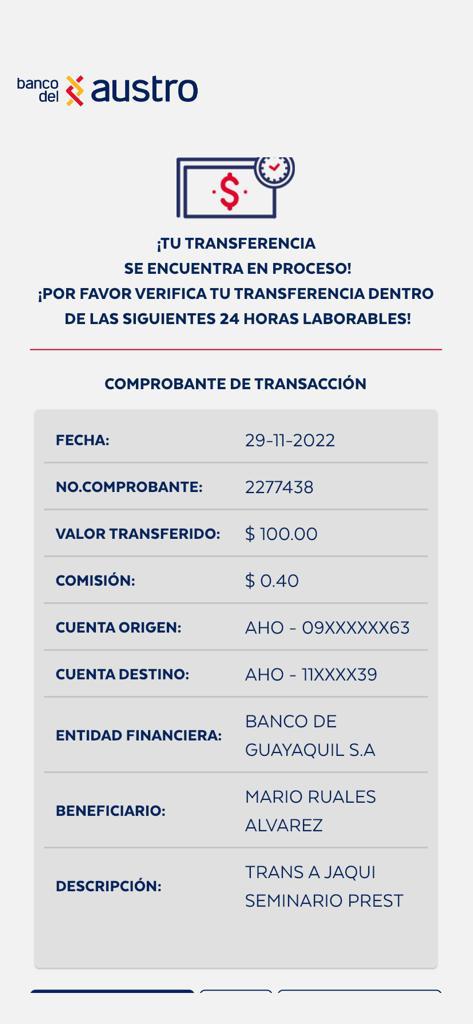 banco
del austro
$
¡TU TRANSFERENCIA
SE ENCUENTRA EN PROCESO!
¡POR FAVOR VERIFICA TU TRANSFERENCIA DENTRO
DE LAS SIGUIENTES 24 HORAS LABORABLES!
COMPROBANTE DE TRANSACCIÓN
FECHA: 29-11-2022
NO.COMPROBANTE: 2277438
VALOR TRANSFERIDO: $ 100.00
COMISIÓN: $ 0.40
CUENTA ORIGEN: AHO - 09XXXXXX63
CUENTA DESTINO: AHO - 11XXXX39
ENTIDAD FINANCIERA: BANCO DE
GUAYAQUIL S.A
BENEFICIARIO: MARIO RUALES
ALVAREZ
DESCRIPCIÓN: TRANS A JAQUI
SEMINARIO PREST